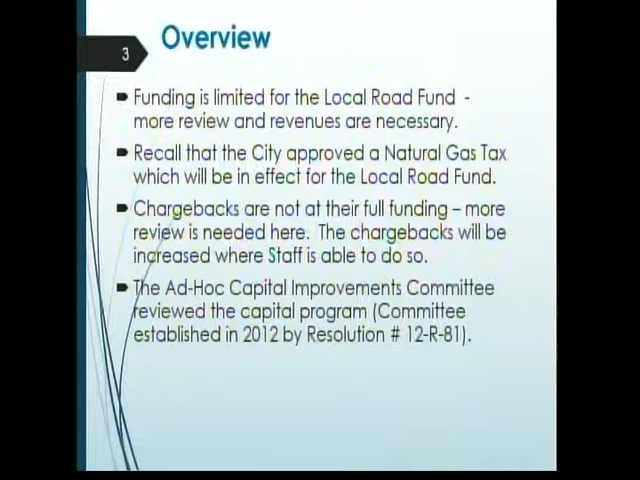 3
Overview
Funding is limited for the Local Road Fund -
more review and revenues are necessary.
Recall that the City approved a Natural Gas Tax
which will be in effect for the Local Road Fund.
Chargebacks are not at their full funding – more
review is needed here. The chargebacks will be
increased where Staff is able to do so.
The Ad-Hoc Capital Improvements Committee
reviewed the capital program (Committee
established in 2012 by Resolution # 12-R-81).